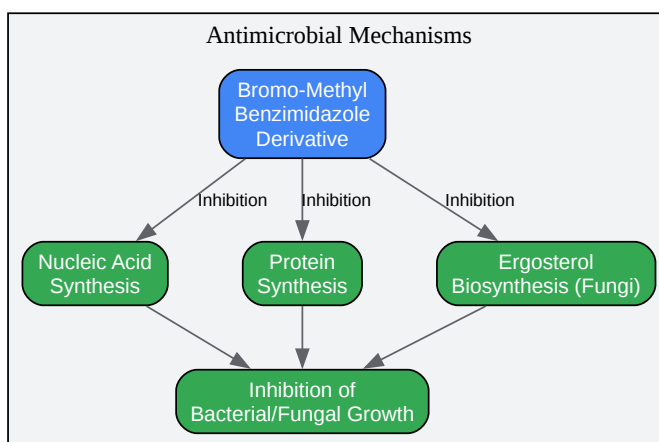 Antimicrobial Mechanisms
Bromo-Methyl
Benzimidazole
Derivative
Inhibition
Inhibition
Inhibition
Nucleic Acid
Synthesis
Protein
Synthesis
Ergosterol
Biosynthesis (Fungi)
Inhibition of
Bacterial/Fungal Growth